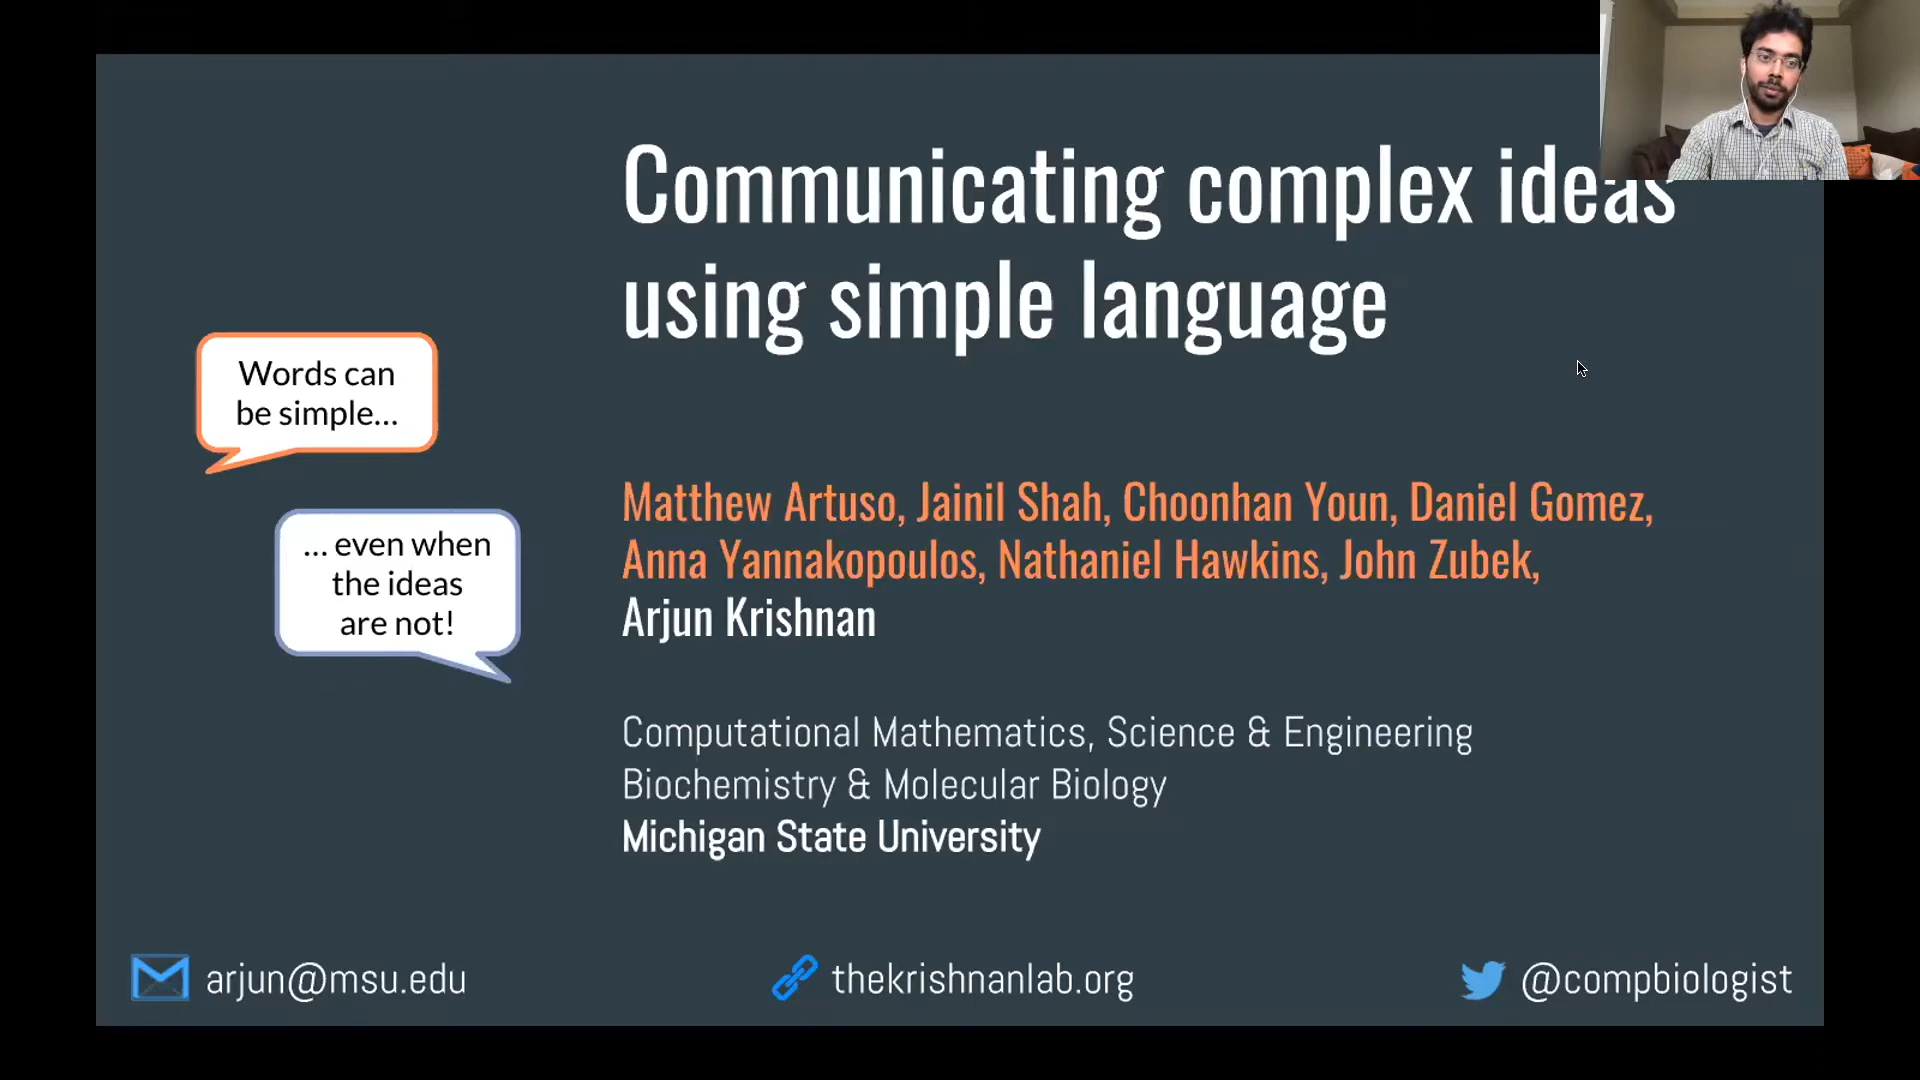 Communicating complex ideas
using simple language
Words can
be simple...
... even when
the ideas
are not!
Matthew Artuso, Jainil Shah, Choonhan Youn, Daniel Gomez,
Anna Yannakopoulos, Nathaniel Hawkins, John Zubek,
Arjun Krishnan
Computational Mathematics, Science & Engineering
Biochemistry & Molecular Biology
Michigan State University
arjun@msu.edu
thekrishnanlab.org
@compbiologist